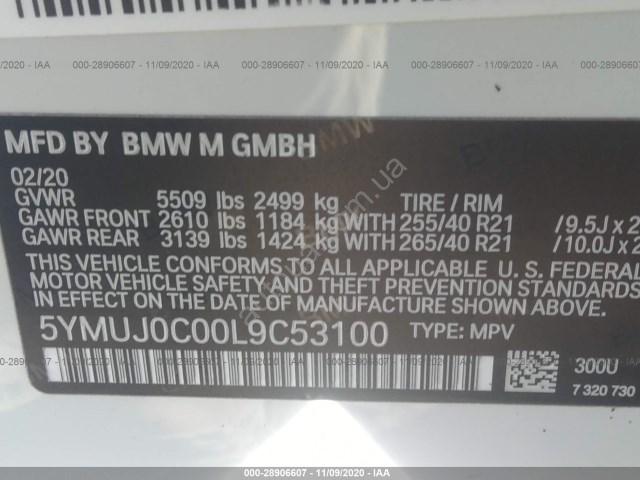 000-28906607 - 11/09/2020 - IAA
MFD BY BMW M GMBH
02/20
GVWR 5509 lbs 2499 kg TIRE / RIM
GAWR FRONT 2610 lbs 1184 kg WITH 255/40 R21 /9.5J x 2
GAWR REAR 3139 lbs 1424 kg WITH 265/40 R21 /10.0J x 2
THIS VEHICLE CONFORMS TO ALL APPLICABLE U.S. FEDERAL
MOTOR VEHICLE SAFETY AND THEFT PREVENTION STANDARDS IN
EFFECT ON THE DATE OF MANUFACTURE SHOWN ABOVE.
5YMUJ0C00L9C53100 TYPE: MPV
300U
7 320 730
000-28906607 - 11/09/2020 - IAA